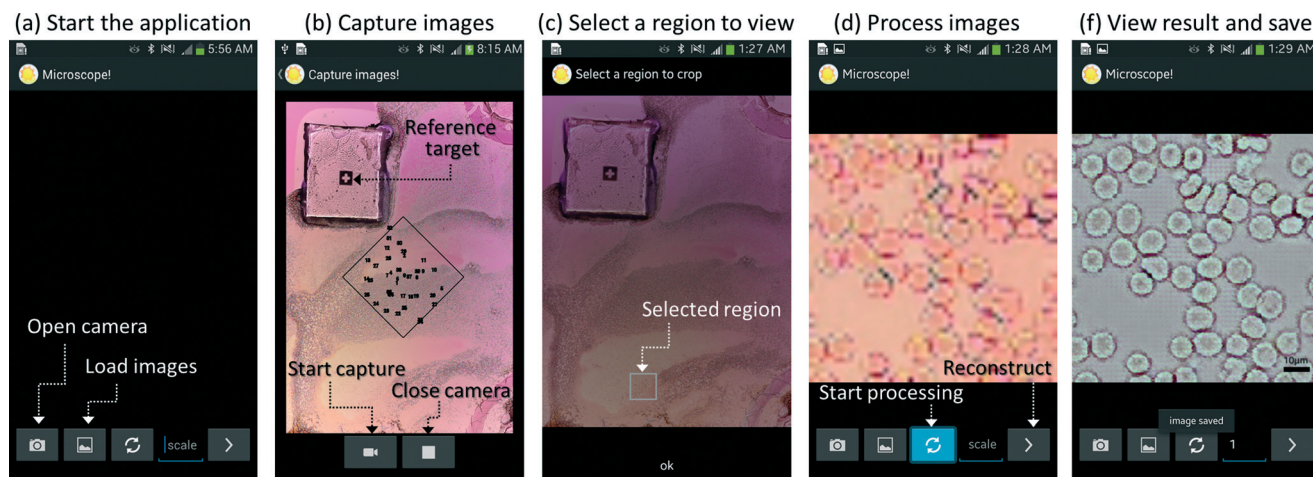 (a) Start the application
(b) Capture images
(c) Select a region to view
(d) Process images
(f) View result and save
5:56 AM
8:15 AM
1:27 AM
1:28 AM
1:29 AM
Microscope!
Capture images!
Select a region to crop
Microscope!
Microscope!
Reference
target
Selected region
Open camera
Load images
Start capture
Close camera
Start processing
Reconstruct
10μm
image saved
scale
scale
1
ok